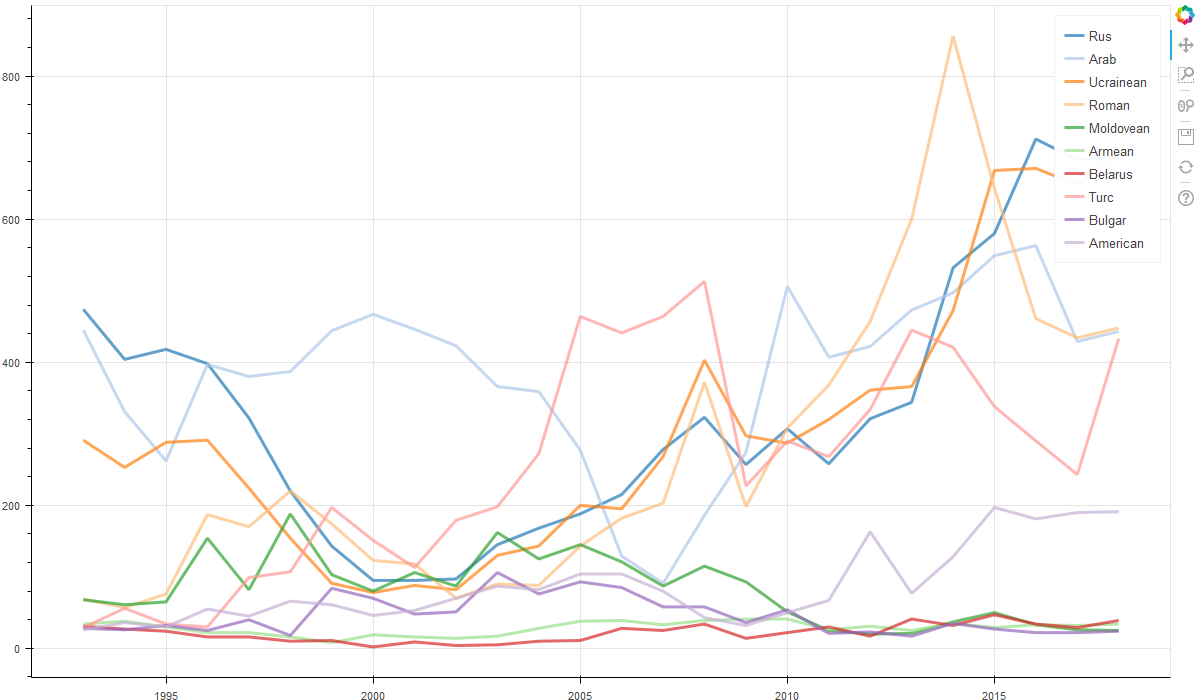 800
600
400
200
0
1995
2000
2005
2010
2015
Rus
Arab
Ucrainean
Roman
Moldovean
Armean
Belarus
Turc
Bulgar
American
?